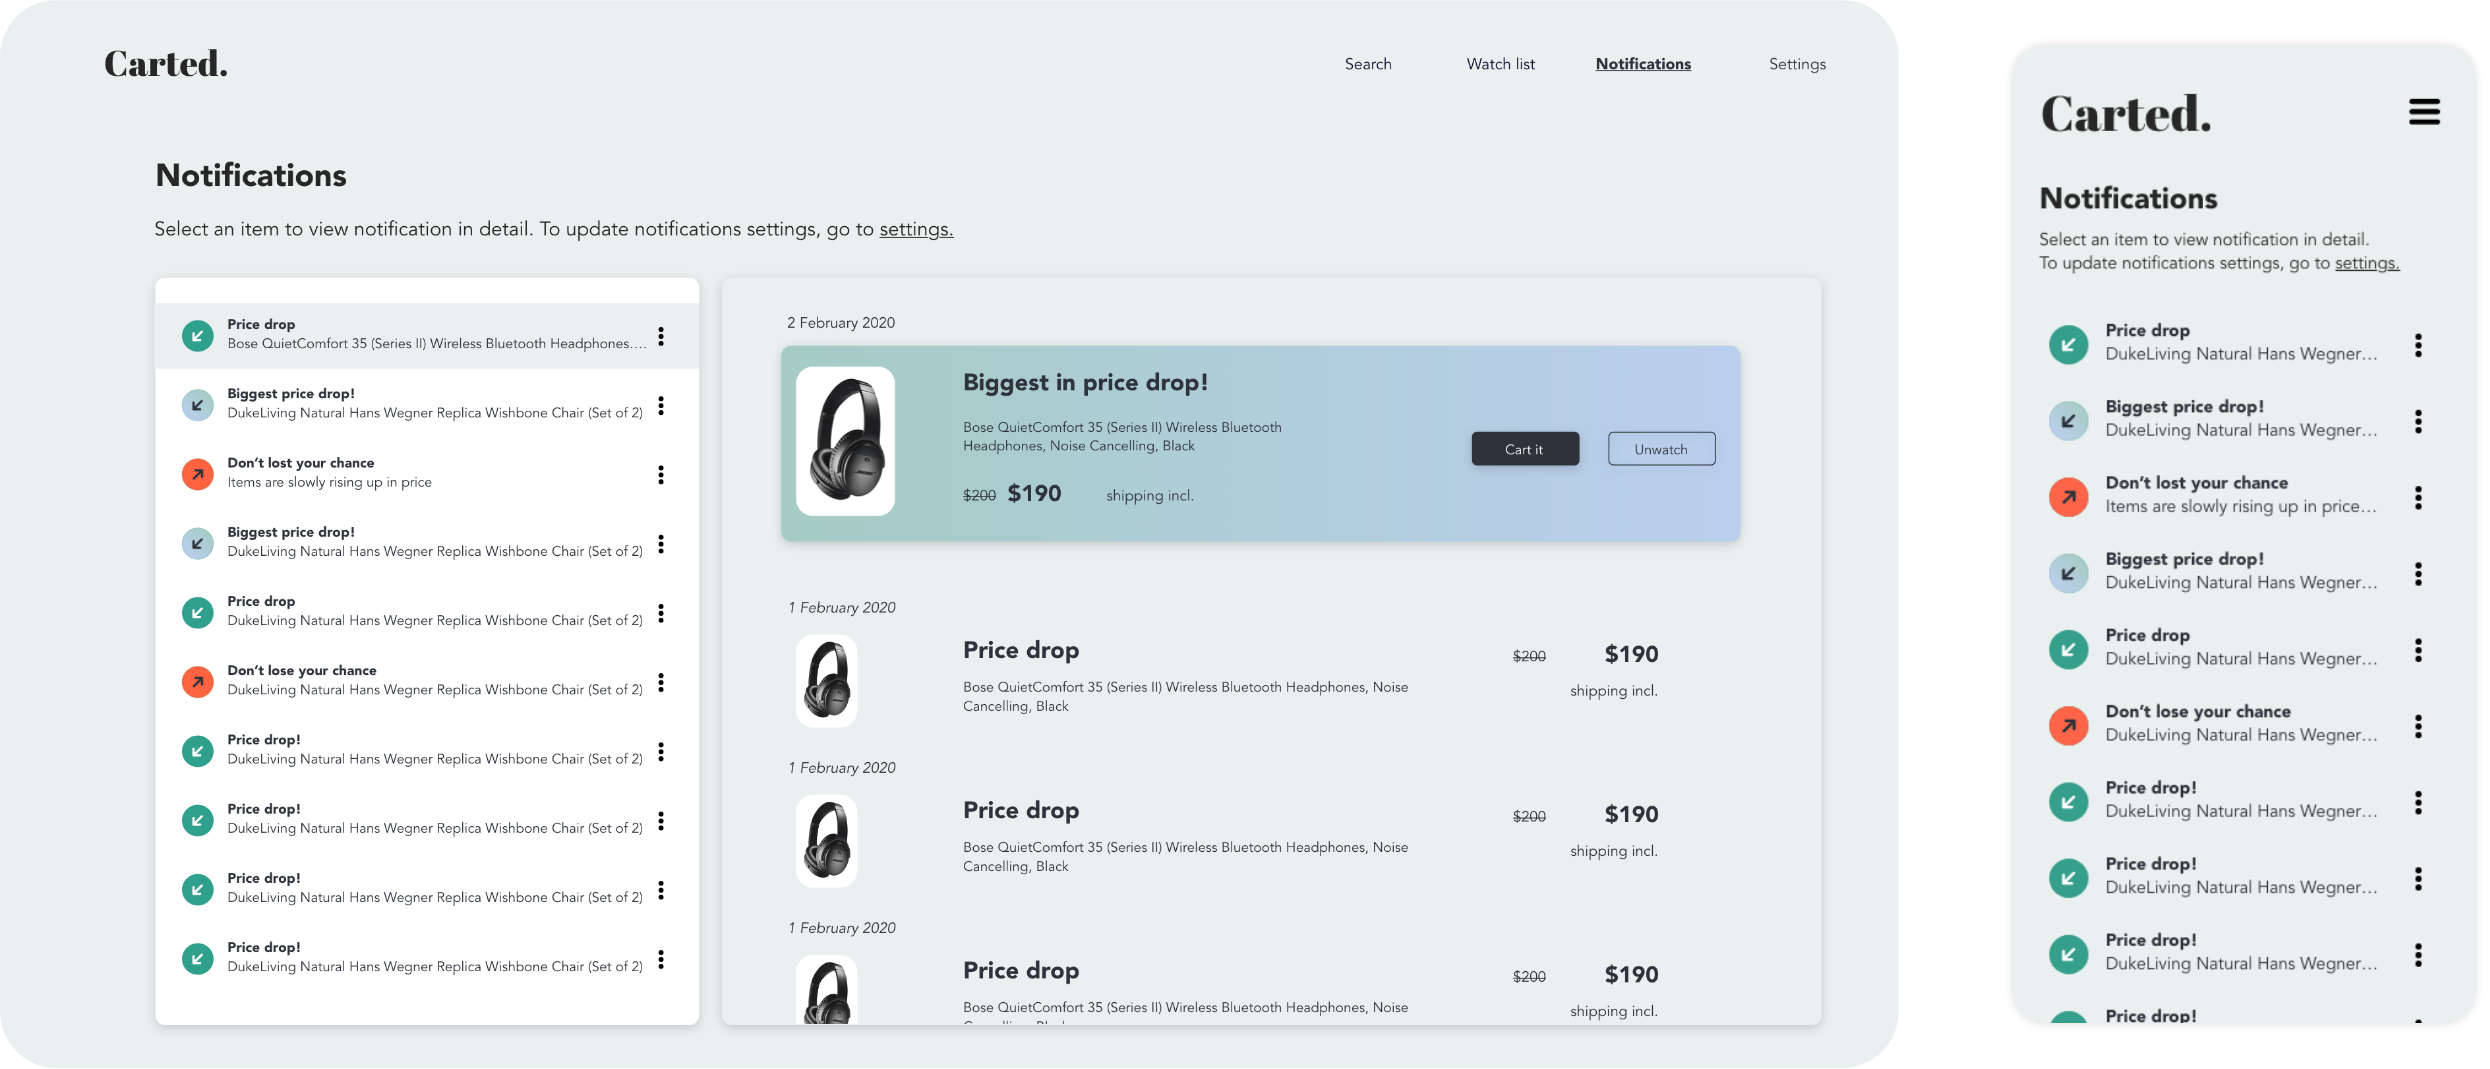 Carted.
Search
Watch list
Notifications
Settings
Notifications
Select an item to view notification in detail. To update notifications settings, go to settings.
Price drop
Bose QuietComfort 35 (Series II) Wireless Bluetooth Headphones....
Biggest price drop!
DukeLiving Natural Hans Wegner Replica Wishbone Chair (Set of 2)
Don’t lost your chance
Items are slowly rising up in price
Biggest price drop!
DukeLiving Natural Hans Wegner Replica Wishbone Chair (Set of 2)
Price drop
DukeLiving Natural Hans Wegner Replica Wishbone Chair (Set of 2)
Don’t lose your chance
DukeLiving Natural Hans Wegner Replica Wishbone Chair (Set of 2)
Price drop!
DukeLiving Natural Hans Wegner Replica Wishbone Chair (Set of 2)
Price drop!
DukeLiving Natural Hans Wegner Replica Wishbone Chair (Set of 2)
Price drop!
DukeLiving Natural Hans Wegner Replica Wishbone Chair (Set of 2)
Price drop!
DukeLiving Natural Hans Wegner Replica Wishbone Chair (Set of 2)
2 February 2020
Biggest in price drop!
Bose QuietComfort 35 (Series II) Wireless Bluetooth
Headphones, Noise Cancelling, Black
$200 $190 shipping incl.
Cart it
Unwatch
1 February 2020
Price drop
Bose QuietComfort 35 (Series II) Wireless Bluetooth Headphones, Noise
Cancelling, Black
$200 $190
shipping incl.
1 February 2020
Price drop
Bose QuietComfort 35 (Series II) Wireless Bluetooth Headphones, Noise
Cancelling, Black
$200 $190
shipping incl.
1 February 2020
Price drop
Bose QuietComfort 35 (Series II) Wireless Bluetooth Headphones, Noise
$200 $190
shipping incl.
Carted.
Notifications
Select an item to view notification in detail.
To update notifications settings, go to settings.
Price drop
DukeLiving Natural Hans Wegner...
Biggest price drop!
DukeLiving Natural Hans Wegner...
Don’t lost your chance
Items are slowly rising up in price...
Biggest price drop!
DukeLiving Natural Hans Wegner...
Price drop
DukeLiving Natural Hans Wegner...
Don’t lose your chance
DukeLiving Natural Hans Wegner...
Price drop!
DukeLiving Natural Hans Wegner...
Price drop!
DukeLiving Natural Hans Wegner...
Price drop!
DukeLiving Natural Hans Wegner...
Price drop!